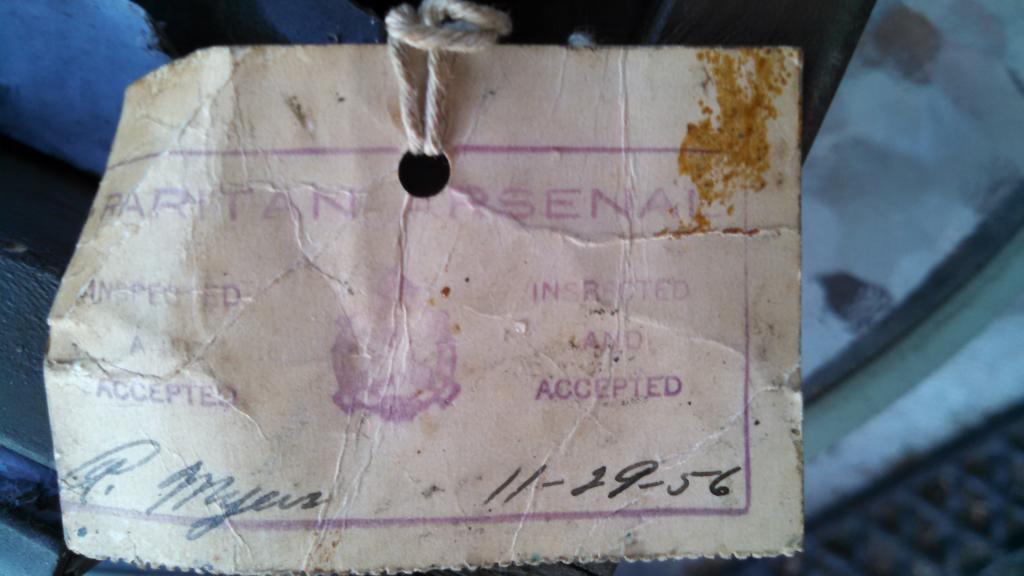 RARITAN ARSENAL
INSPECTED INSPECTED
A AND
ACCEPTED ACCEPTED
R. Myers 11-29-56